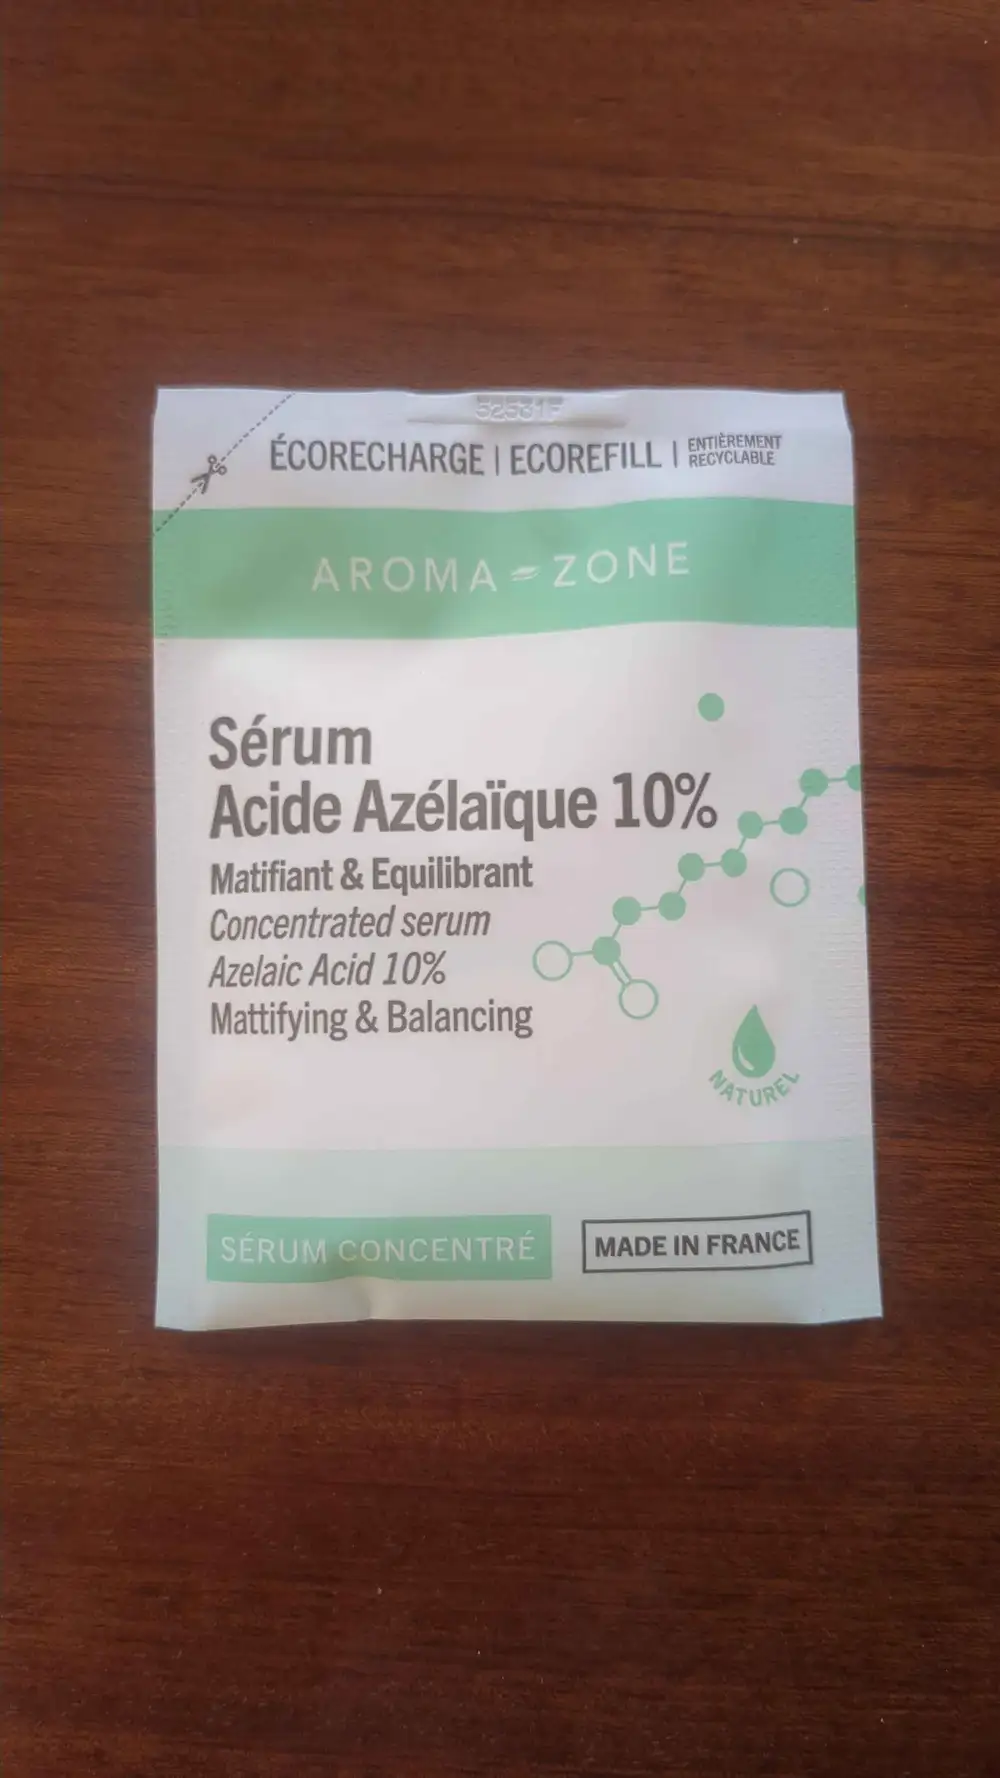 52531F
ÉCORECHARGE | ECOREFILL | ENTIÈREMENT RECYCLABLE
AROMA-ZONE
Sérum
Acide Azélaïque 10%
Matifiant & Equilibrant
Concentrated serum
Azelaic Acid 10%
Mattifying & Balancing
NATUREL
SÉRUM CONCENTRÉ
MADE IN FRANCE